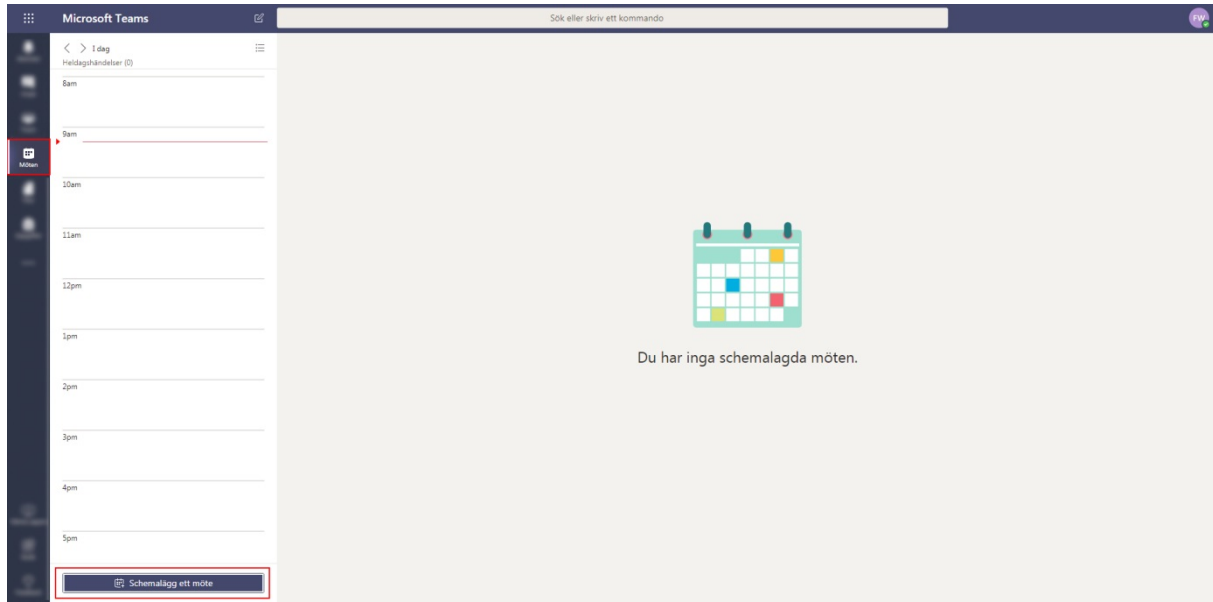 Microsoft Teams
Sök eller skriv ett kommando
FW
I dag
Heldagshändelser (0)
8am
9am
Möten
10am
11am
12pm
1pm
Du har inga schemalagda möten.
2pm
3pm
4pm
5pm
Schemalägg ett möte